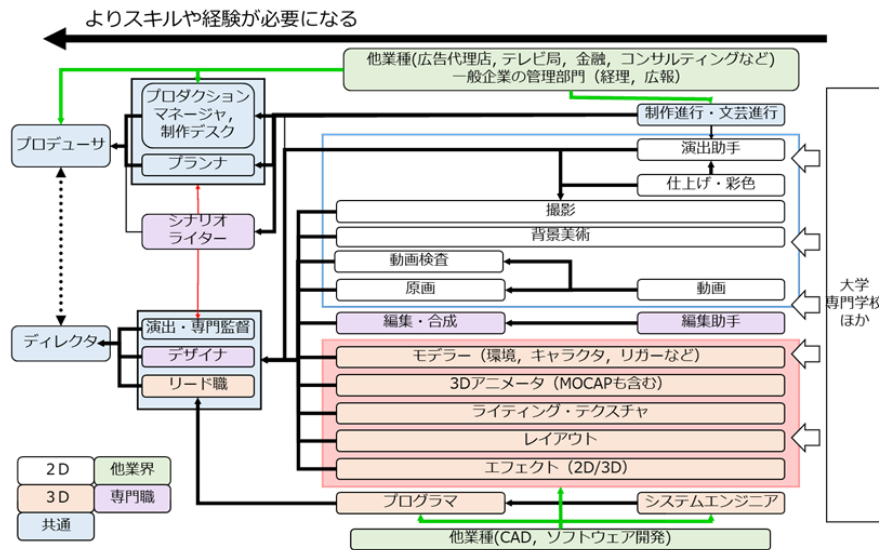 よりスキルや経験が必要になる
他業種(広告代理店, テレビ局, 金融, コンサルティングなど)
一般企業の管理部門（経理, 広報）
プロダクション
マネージャ,
制作デスク
制作進行・文芸進行
プロデューサ
プランナ
演出助手
仕上げ・彩色
シナリオ
ライター
撮影
背景美術
動画検査
原画
動画
大学
専門学校
ほか
ディレクタ
演出・専門監督
デザイナ
リード職
編集・合成
編集助手
モデラー（環境, キャラクタ, リガーなど）
3Dアニメータ（MOCAPも含む）
ライティング・テクスチャ
レイアウト
エフェクト（2D/3D）
2D
他業界
3D
専門職
共通
プログラマ
システムエンジニア
他業種(CAD, ソフトウェア開発)